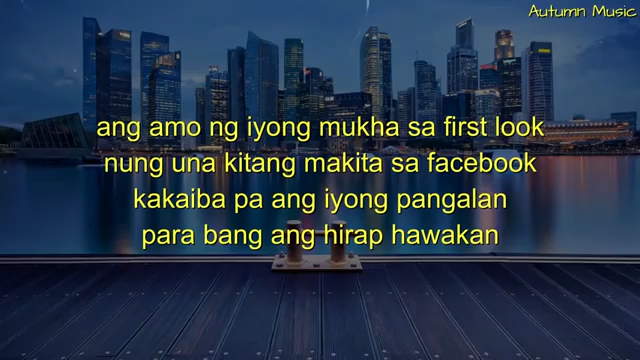 Autumn Music
ang amo ng iyong mukha sa first look
nung una kitang makita sa facebook
kakaiba pa ang iyong pangalan
para bang ang hirap hawakan